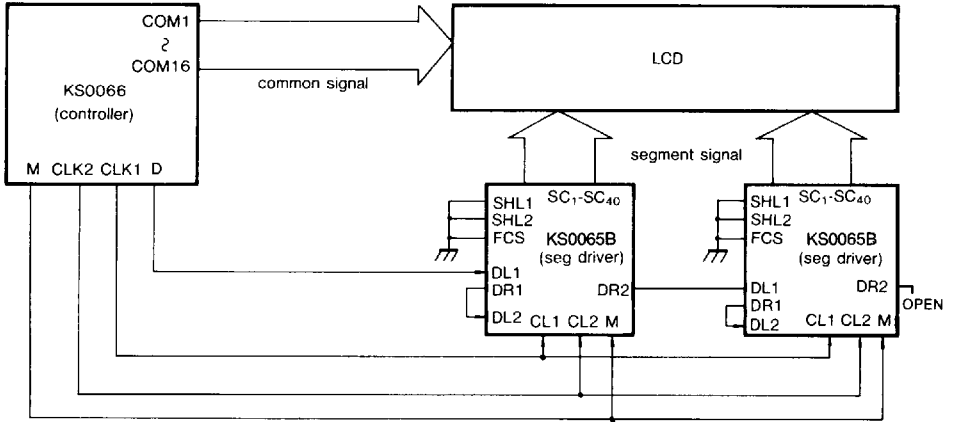 COM1
~
COM16
KS0066
(controller)
M CLK2 CLK1 D
common signal
LCD
segment signal
SC1-SC40
SHL1
SHL2
FCS
KS0065B
(seg driver)
DL1
DR1
DR2
DL2
CL1 CL2 M
SC1-SC40
SHL1
SHL2
FCS
KS0065B
(seg driver)
DL1
DR1
DR2
DL2
CL1 CL2 M
OPEN